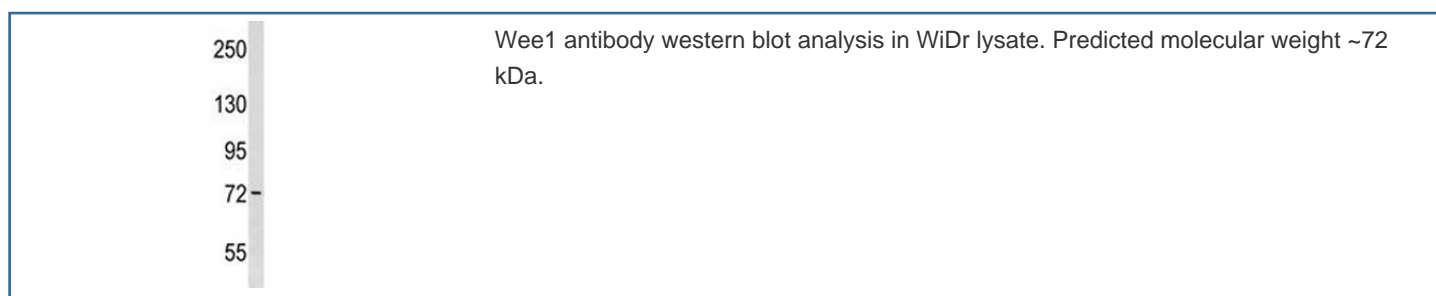 250
130
95
72
55
Wee1 antibody western blot analysis in WiDr lysate. Predicted molecular weight ~72
kDa.